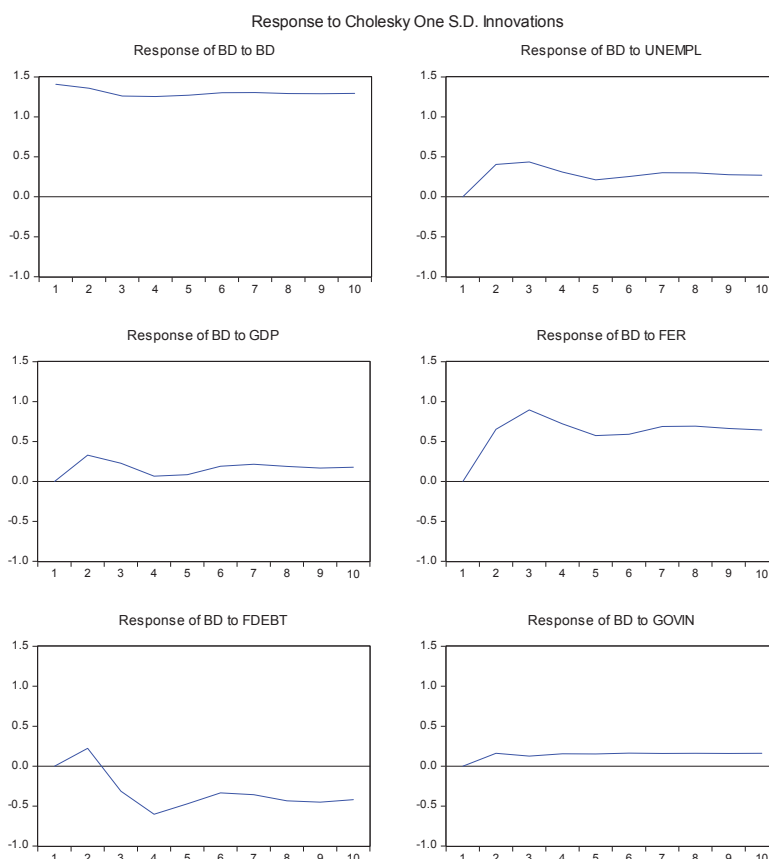 Response to Cholesky One S.D. Innovations
Response of BD to BD
1.5
1.0
0.5
0.0
-0.5
-1.0
1 2 3 4 5 6 7 8 9 10
Response of BD to UNEMPL
1.5
1.0
0.5
0.0
-0.5
-1.0
1 2 3 4 5 6 7 8 9 10
Response of BD to GDP
1.5
1.0
0.5
0.0
-0.5
-1.0
1 2 3 4 5 6 7 8 9 10
Response of BD to FER
1.5
1.0
0.5
0.0
-0.5
-1.0
1 2 3 4 5 6 7 8 9 10
Response of BD to FDEBT
1.5
1.0
0.5
0.0
-0.5
-1.0
1 2 3 4 5 6 7 8 9 10
Response of BD to GOVIN
1.5
1.0
0.5
0.0
-0.5
-1.0
1 2 3 4 5 6 7 8 9 10